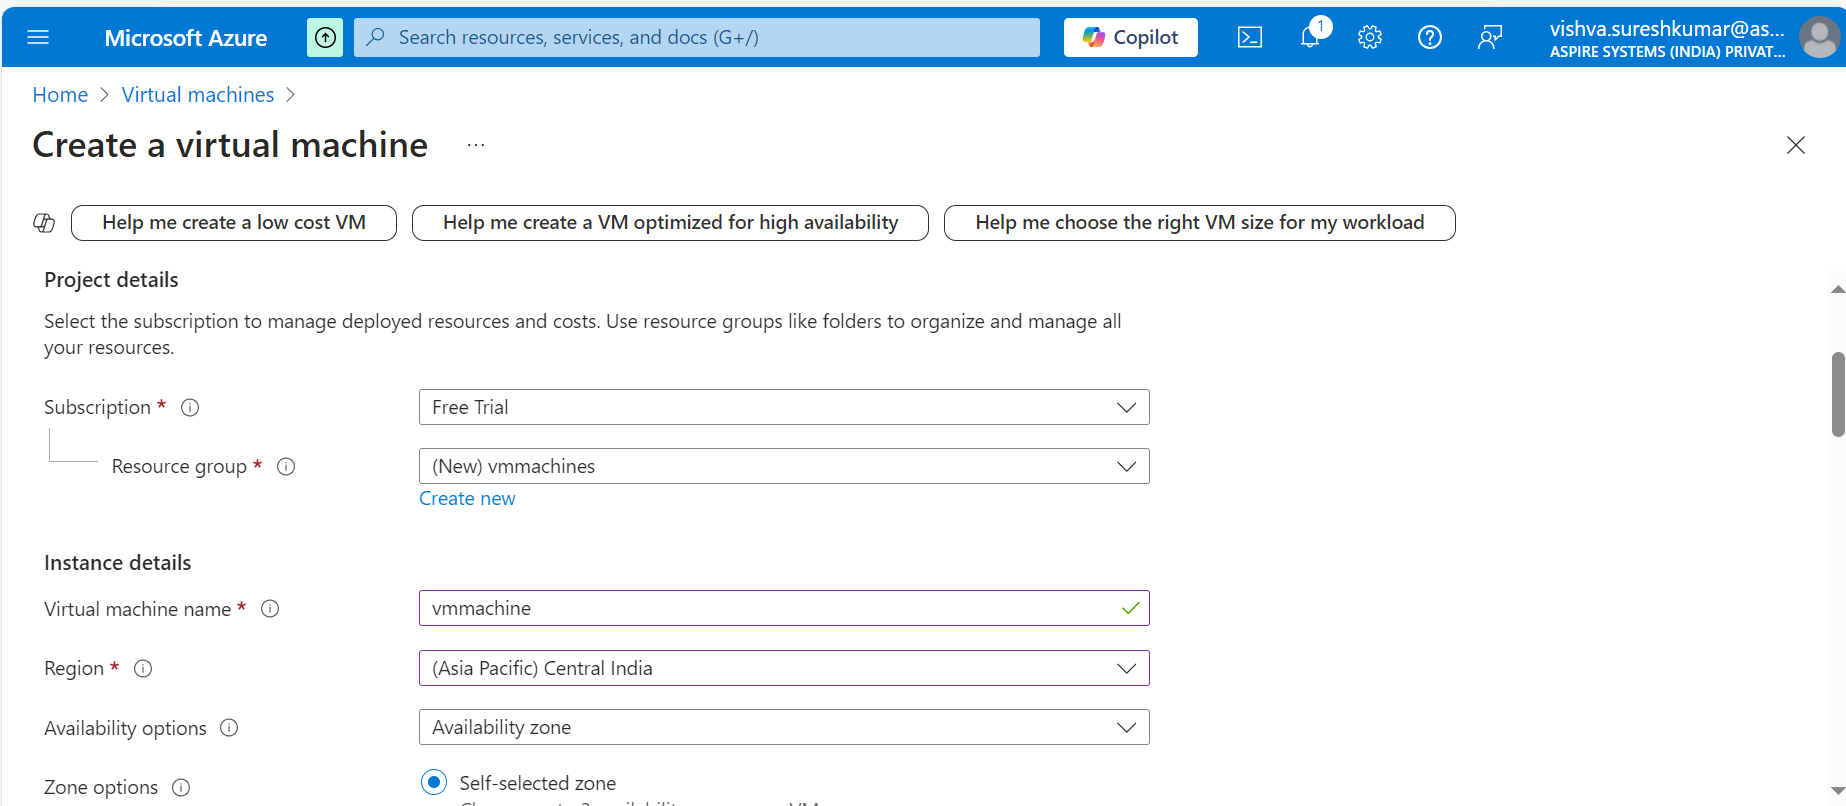 Microsoft Azure
Search resources, services, and docs (G+/)
Copilot
1
vishva.sureshkumar@as...
ASPIRE SYSTEMS (INDIA) PRIVAT...
Home > Virtual machines >
Create a virtual machine ...
Help me create a low cost VM
Help me create a VM optimized for high availability
Help me choose the right VM size for my workload
Project details
Select the subscription to manage deployed resources and costs. Use resource groups like folders to organize and manage all
your resources.
Subscription * Free Trial
Resource group * (New) vmmachines
Create new
Instance details
Virtual machine name * vmmachine
Region * (Asia Pacific) Central India
Availability options Availability zone
Zone options Self-selected zone